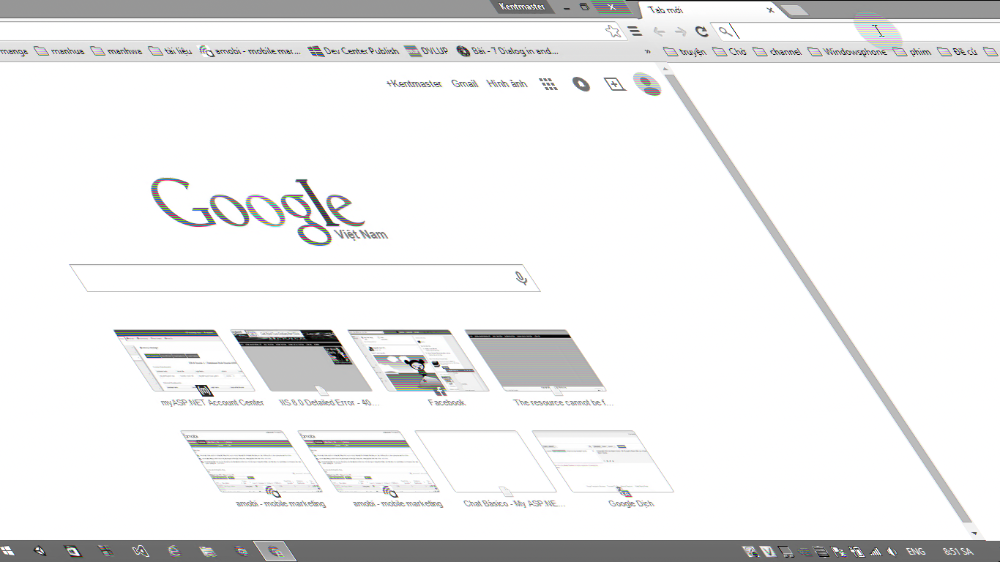 Kentmaster
Tab mới
manga manhua manhwa tài liệu amobi - mobile mar... Dev Center Publish DVLUP Bài - 7 Dialog in and... » truyện Chờ channel Windowsphone phim Đề cử
+Kentmaster Gmail Hình ảnh
Google
Việt Nam
myASP.NET Account Center IIS 8.0 Detailed Error - 40... Facebook The resource cannot be f...
amobi - mobile marketing amobi - mobile marketing Chat Básico - My ASP.NE... Google Dịch
ENG 8:51 SA